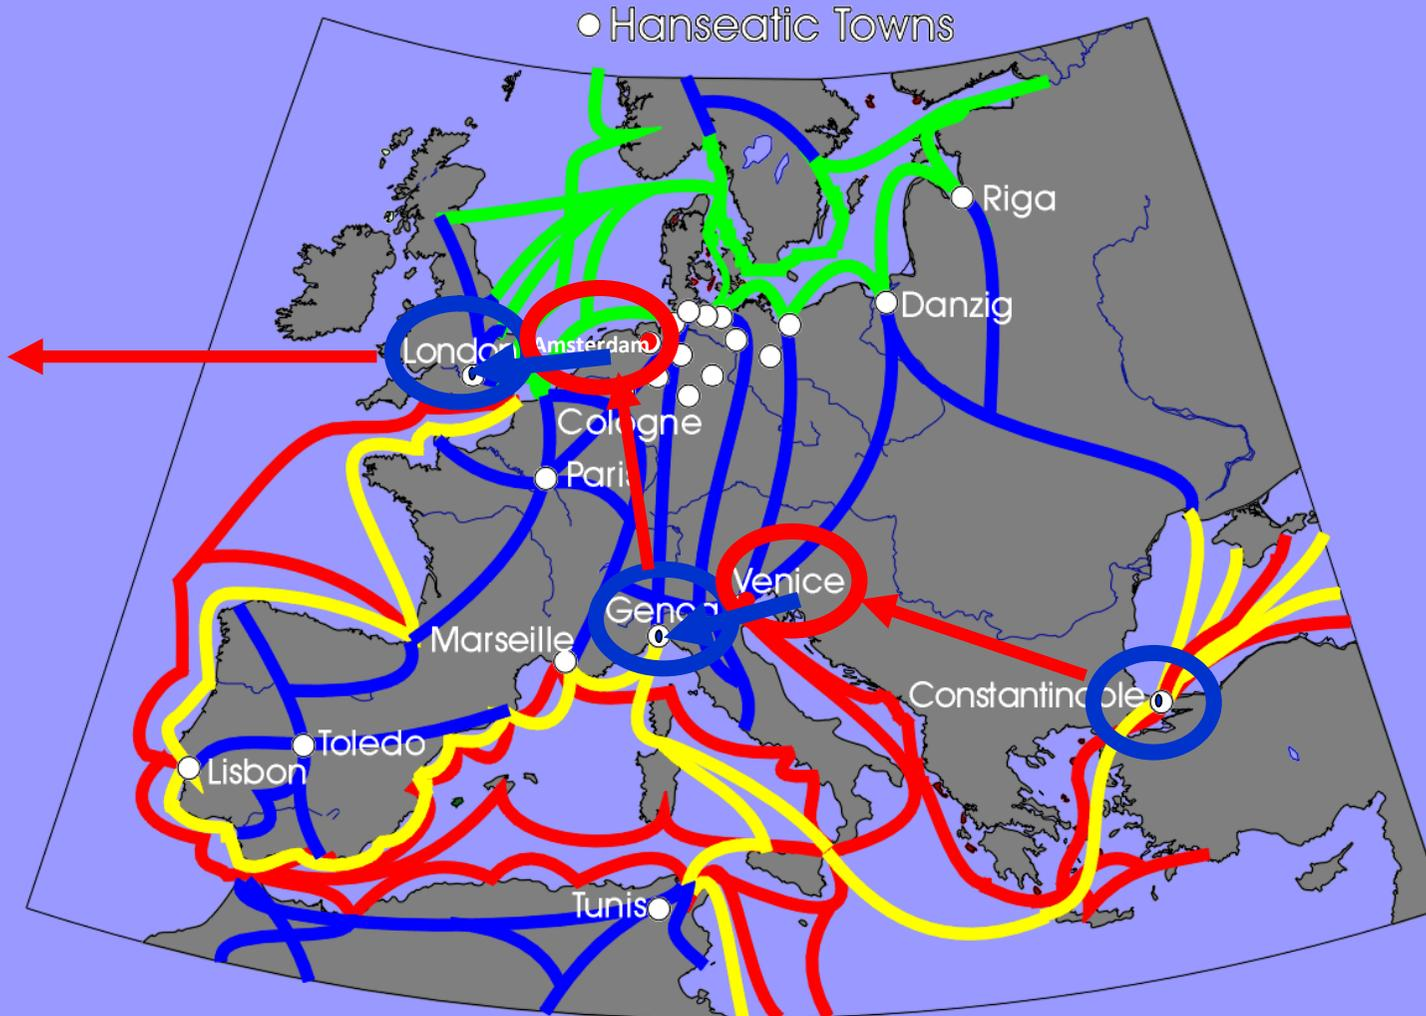 Hanseatic Towns
Riga
Danzig
London
Amsterdam
Cologne
Paris
Venice
Genoa
Marseille
Constantinople
Toledo
Lisbon
Tunis